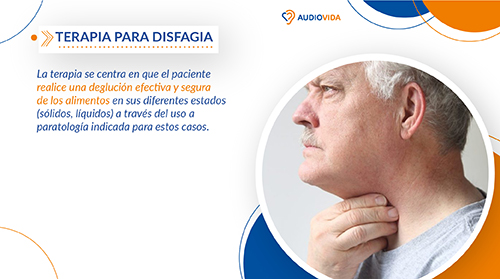 AUDIOVIDA
TERAPIA PARA DISFAGIA
La terapia se centra en que el paciente
realice una deglución efectiva y segura
de los alimentos en sus diferentes estados
(sólidos, líquidos) a través del uso a
paratología indicada para estos casos.